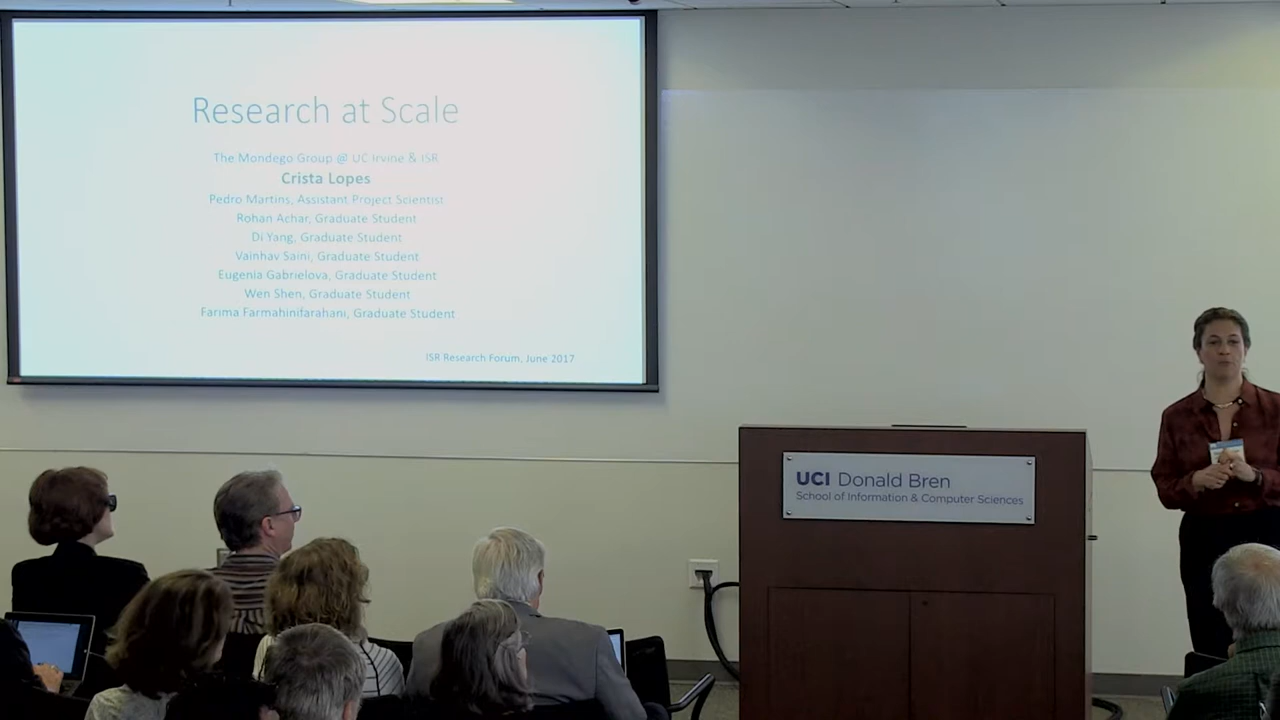 Research at Scale
The Mondego Group @ UC Irvine & ISR
Crista Lopes
Pedro Martins, Assistant Project Scientist
Rohan Achar, Graduate Student
Di Yang, Graduate Student
Vainhav Saini, Graduate Student
Eugenia Gabrielova, Graduate Student
Wen Shen, Graduate Student
Farima Farmahinifarahani, Graduate Student
ISR Research Forum, June 2017
UCI Donald Bren
School of Information & Computer Sciences